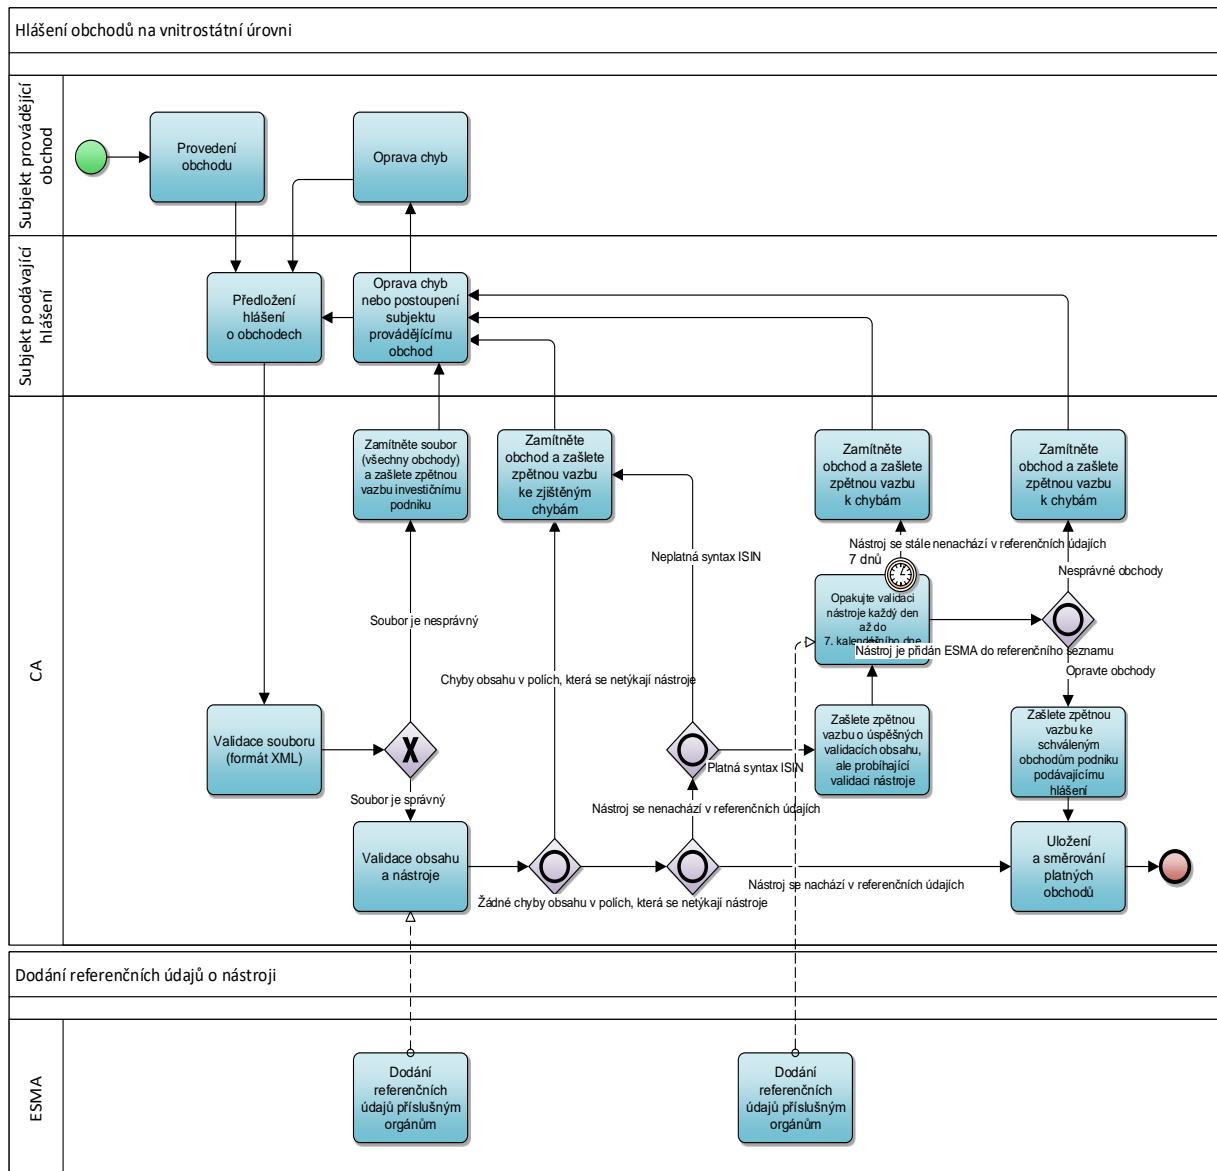 Hlášení obchodů na vnitrostátní úrovni
Subjekt provádějící
obchod
Provedení
obchodu
Oprava chyb
Subjekt podávající
hlášení
Předložení
hlášení
o obchodech
Oprava chyb
nebo postoupení
subjektu
provádějícímu
obchod
CA
Zamítněte soubor
(všechny obchody)
a zašlete zpětnou
vazbu investičnímu
podniku
Zamítněte
obchod a zašlete
zpětnou vazbu
ke zjištěným
chybám
Zamítněte
obchod a zašlete
zpětnou vazbu
k chybám
Zamítněte
obchod a zašlete
zpětnou vazbu
k chybám
Nástroj se stále nenachází v referenčních údajích
7 dnů
Neplatná syntax ISIN
Nesprávné obchody
Opakujte validaci
nástroje každý den
až do
7. kalendářního dne
Soubor je nesprávný
Nástroj je přidán ESMA do referenčního seznamu
Opravte obchody
Chyby obsahu v polích, která se netýkají nástroje
Validace souboru
(formát XML)
Zašlete zpětnou
vazbu o úspěšných
validacích obsahu,
ale probíhající
validaci nástroje
Zašlete zpětnou
vazbu ke
schváleným
obchodům podniku
podávajícímu
hlášení
Platná syntax ISIN
Soubor je správný
Nástroj se nenachází v referenčních údajích
Validace obsahu
a nástroje
Uložení
a směrování
platných
obchodů
Nástroj se nachází v referenčních údajích
Žádné chyby obsahu v polích, která se netýkají nástroje
Dodání referenčních údajů o nástroji
ESMA
Dodání
referenčních
údajů příslušným
orgánům
Dodání
referenčních
údajů příslušným
orgánům